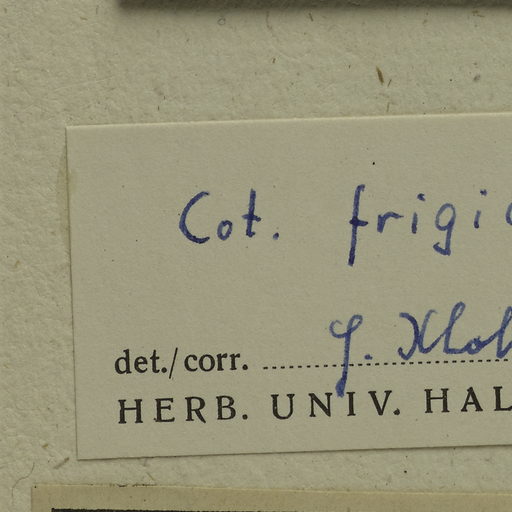 Cot. frigi
det./corr. J.
HERB. UNIV. HAL